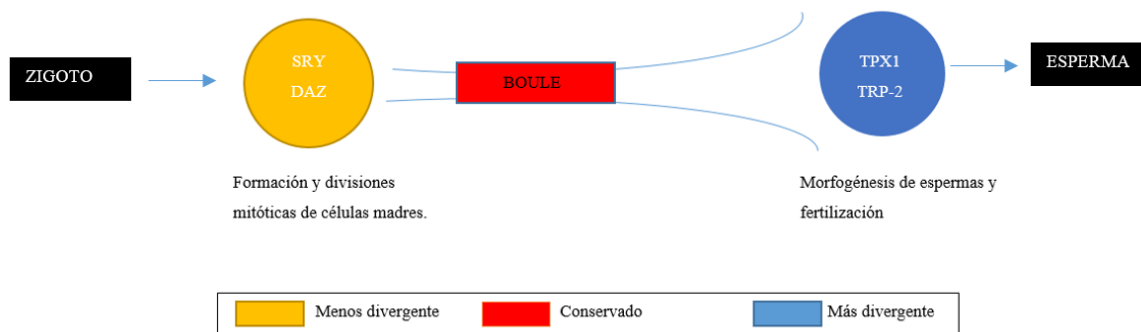 ZIGOTO
SRY
DAZ
BOULE
TPX1
TRP-2
ESPERMA
Formación y divisiones
mitóticas de células madres.
Morfogénesis de espermas y
fertilización
Menos divergente
Conservado
Más divergente